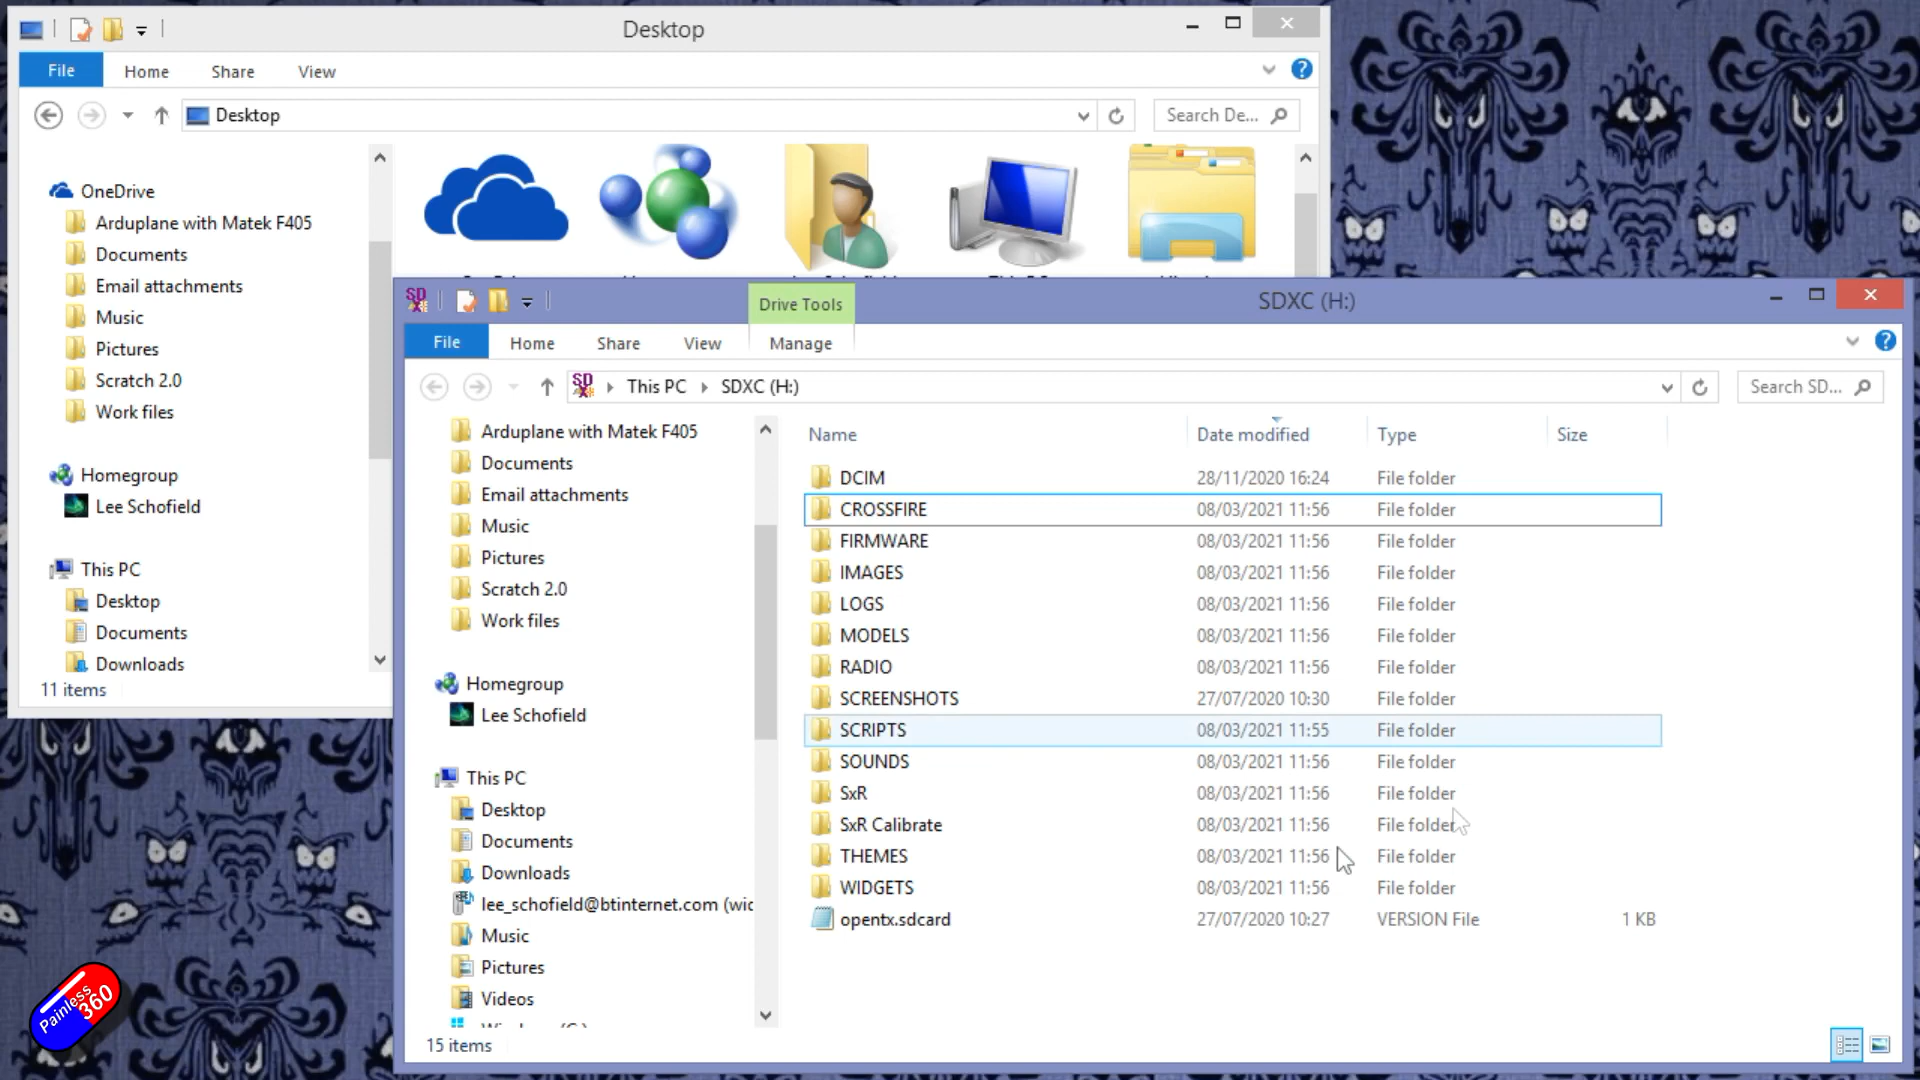 Desktop
File Home Share View
Desktop
Search De...
OneDrive
Arduplane with Matek F405
Documents
Email attachments
Music
Pictures
Scratch 2.0
Work files
Homegroup
Lee Schofield
This PC
Desktop
Documents
Downloads
11 items
Drive Tools
SDXC (H:)
File Home Share View Manage
This PC SDXC (H:)
Search SD...
Arduplane with Matek F405
Documents
Email attachments
Music
Pictures
Scratch 2.0
Work files
Homegroup
Lee Schofield
This PC
Desktop
Documents
Downloads
lee_schofield@btinternet.com (wic
Music
Pictures
Videos
Name Date modified Type Size
DCIM 28/11/2020 16:24 File folder
CROSSFIRE 08/03/2021 11:56 File folder
FIRMWARE 08/03/2021 11:56 File folder
IMAGES 08/03/2021 11:56 File folder
LOGS 08/03/2021 11:56 File folder
MODELS 08/03/2021 11:56 File folder
RADIO 08/03/2021 11:56 File folder
SCREENSHOTS 27/07/2020 10:30 File folder
SCRIPTS 08/03/2021 11:55 File folder
SOUNDS 08/03/2021 11:56 File folder
SxR 08/03/2021 11:56 File folder
SxR Calibrate 08/03/2021 11:56 File folder
THEMES 08/03/2021 11:56 File folder
WIDGETS 08/03/2021 11:56 File folder
opentx.sdcard 27/07/2020 10:27 VERSION File 1 KB
15 items
Painless
360